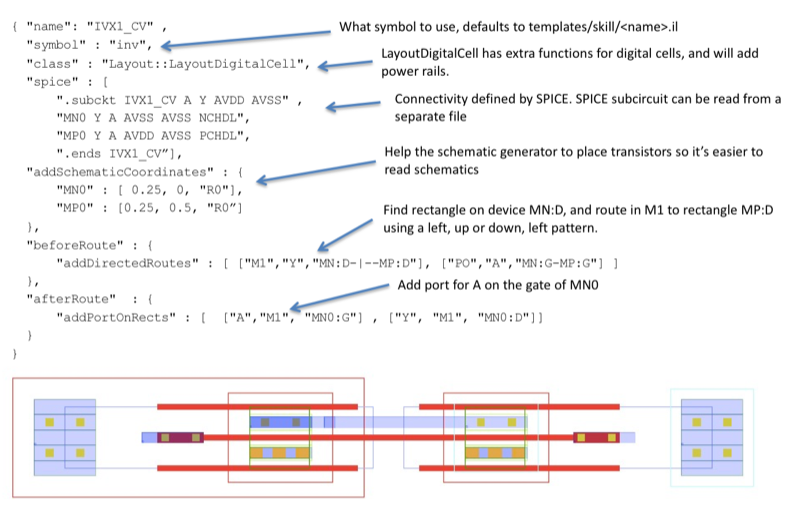 { "name": "IVX1_CV" ,
What symbol to use, defaults to templates/skill/<name>.il
"symbol" : "inv",
LayoutDigitalCell has extra functions for digital cells, and will add
power rails.
"class" : "Layout::LayoutDigitalCell",
"spice" : [
".subckt IVX1_CV A Y AVDD AVSS" ,
Connectivity defined by SPICE. SPICE subcircuit can be read from a
separate file
"MN0 Y A AVSS AVSS NCHDL",
"MP0 Y A AVDD AVSS PCHDL",
".ends IVX1_CV”],
Help the schematic generator to place transistors so it’s easier to
read schematics
"addSchematicCoordinates" : {
"MN0" : [ 0.25, 0, "R0"],
"MP0" : [0.25, 0.5, "R0”]
},
Find rectangle on device MN:D, and route in M1 to rectangle MP:D
using a left, up or down, left pattern.
"beforeRoute" : {
"addDirectedRoutes" : [ ["M1","Y","MN:D-|--MP:D"], ["PO","A","MN:G-MP:G"] ]
},
Add port for A on the gate of MN0
"afterRoute" : {
"addPortOnRects" : [ ["A","M1", "MN0:G"] , ["Y", "M1", "MN0:D"]]
}
}